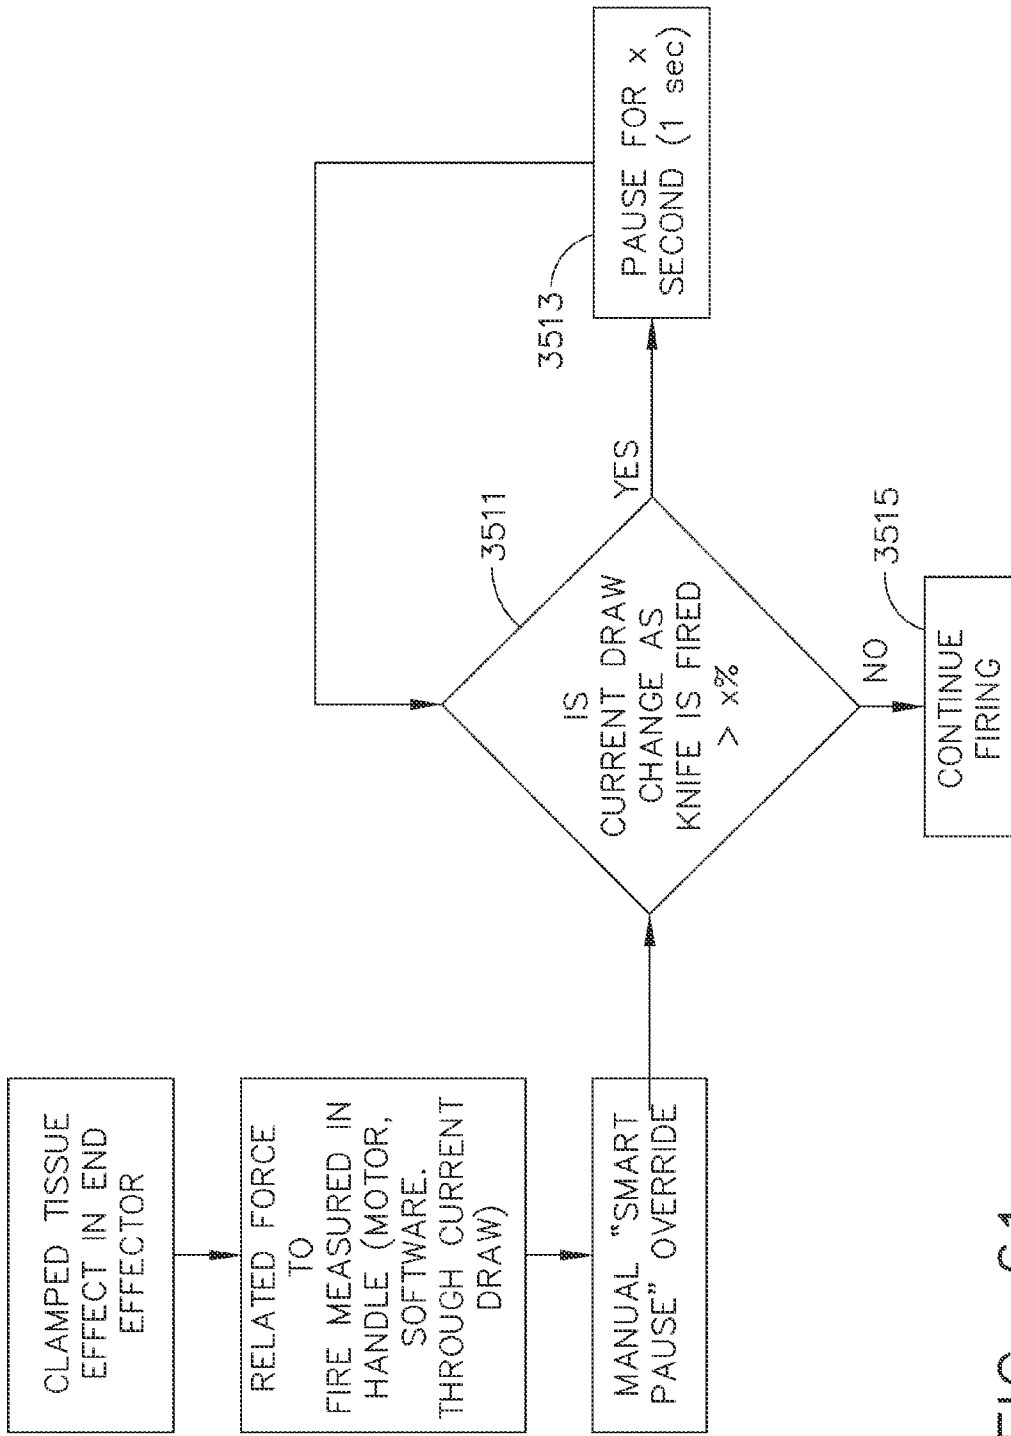 CLAMPED TISSUE
EFFECT IN END
EFFECTOR
RELATED FORCE
TO
FIRE MEASURED IN
HANDLE (MOTOR,
SOFTWARE.
THROUGH CURRENT
DRAW)
MANUAL "SMART
PAUSE" OVERRIDE
3511
IS
CURRENT DRAW
CHANGE AS
KNIFE IS FIRED
> x%
YES
3513
PAUSE FOR x
SECOND (1 sec)
NO
3515
CONTINUE
FIRING
FIG.